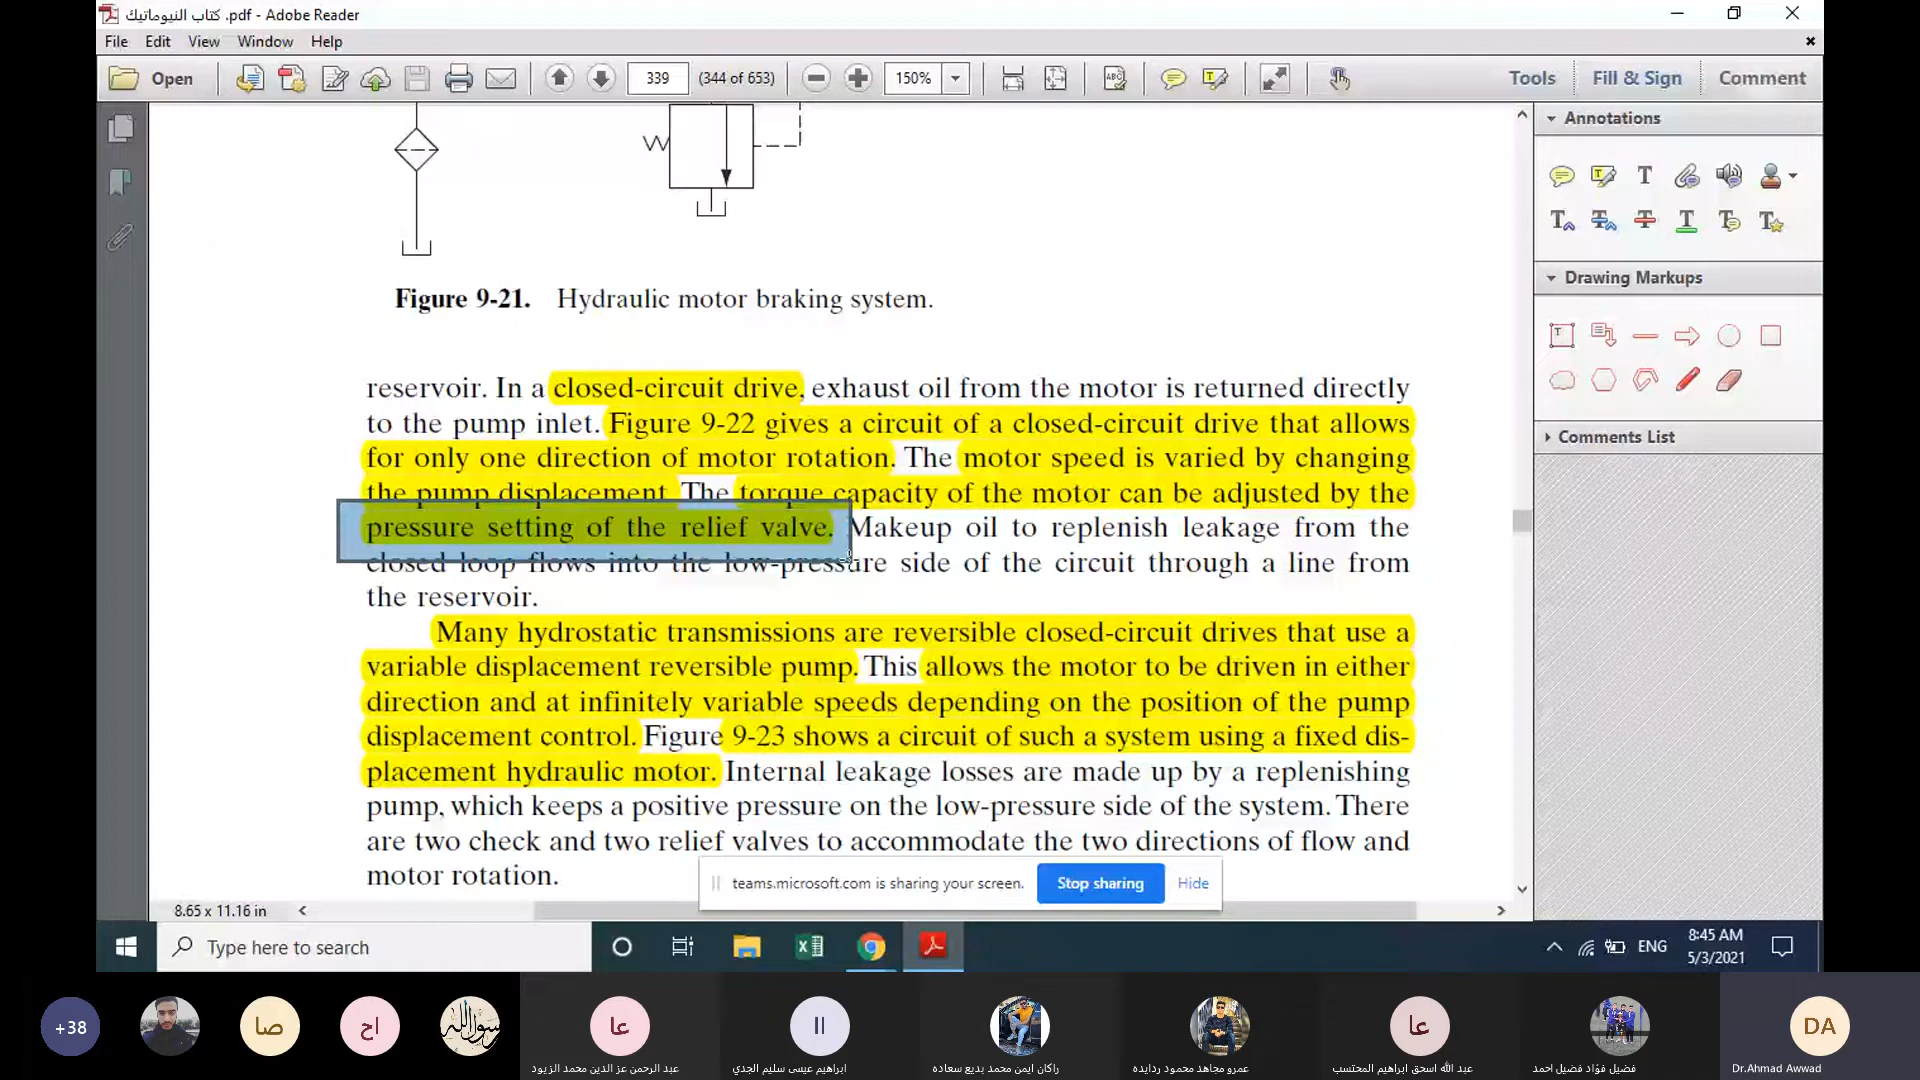 كتاب النيوماتيك .pdf - Adobe Reader
File Edit View Window Help
Open 339 (344 of 653) 150% Tools Fill & Sign Comment
Annotations
Drawing Markups
Comments List
Figure 9-21. Hydraulic motor braking system.
reservoir. In a closed-circuit drive, exhaust oil from the motor is returned directly
to the pump inlet. Figure 9-22 gives a circuit of a closed-circuit drive that allows
for only one direction of motor rotation. The motor speed is varied by changing
the pump displacement. The torque capacity of the motor can be adjusted by the
pressure setting of the relief valve. Makeup oil to replenish leakage from the
closed loop flows into the low-pressure side of the circuit through a line from
the reservoir.
Many hydrostatic transmissions are reversible closed-circuit drives that use a
variable displacement reversible pump. This allows the motor to be driven in either
direction and at infinitely variable speeds depending on the position of the pump
displacement control. Figure 9-23 shows a circuit of such a system using a fixed dis-
placement hydraulic motor. Internal leakage losses are made up by a replenishing
pump, which keeps a positive pressure on the low-pressure side of the system. There
are two check and two relief valves to accommodate the two directions of flow and
motor rotation.
teams.microsoft.com is sharing your screen. Stop sharing Hide
8.65 x 11.16 in
Type here to search
ENG 8:45 AM
5/3/2021
+38 صا اح عا II عا DA
عبد الرحمن عز الدين محمد الزيود ابراهيم عيسى سليم الجدي راكان ايمن محمد بديع سعاده عمرو مجاهد محمود ردايده عبد الله اسحق ابراهيم المحتسب فضيل فؤاد فضيل احمد Dr.Ahmad Awwad